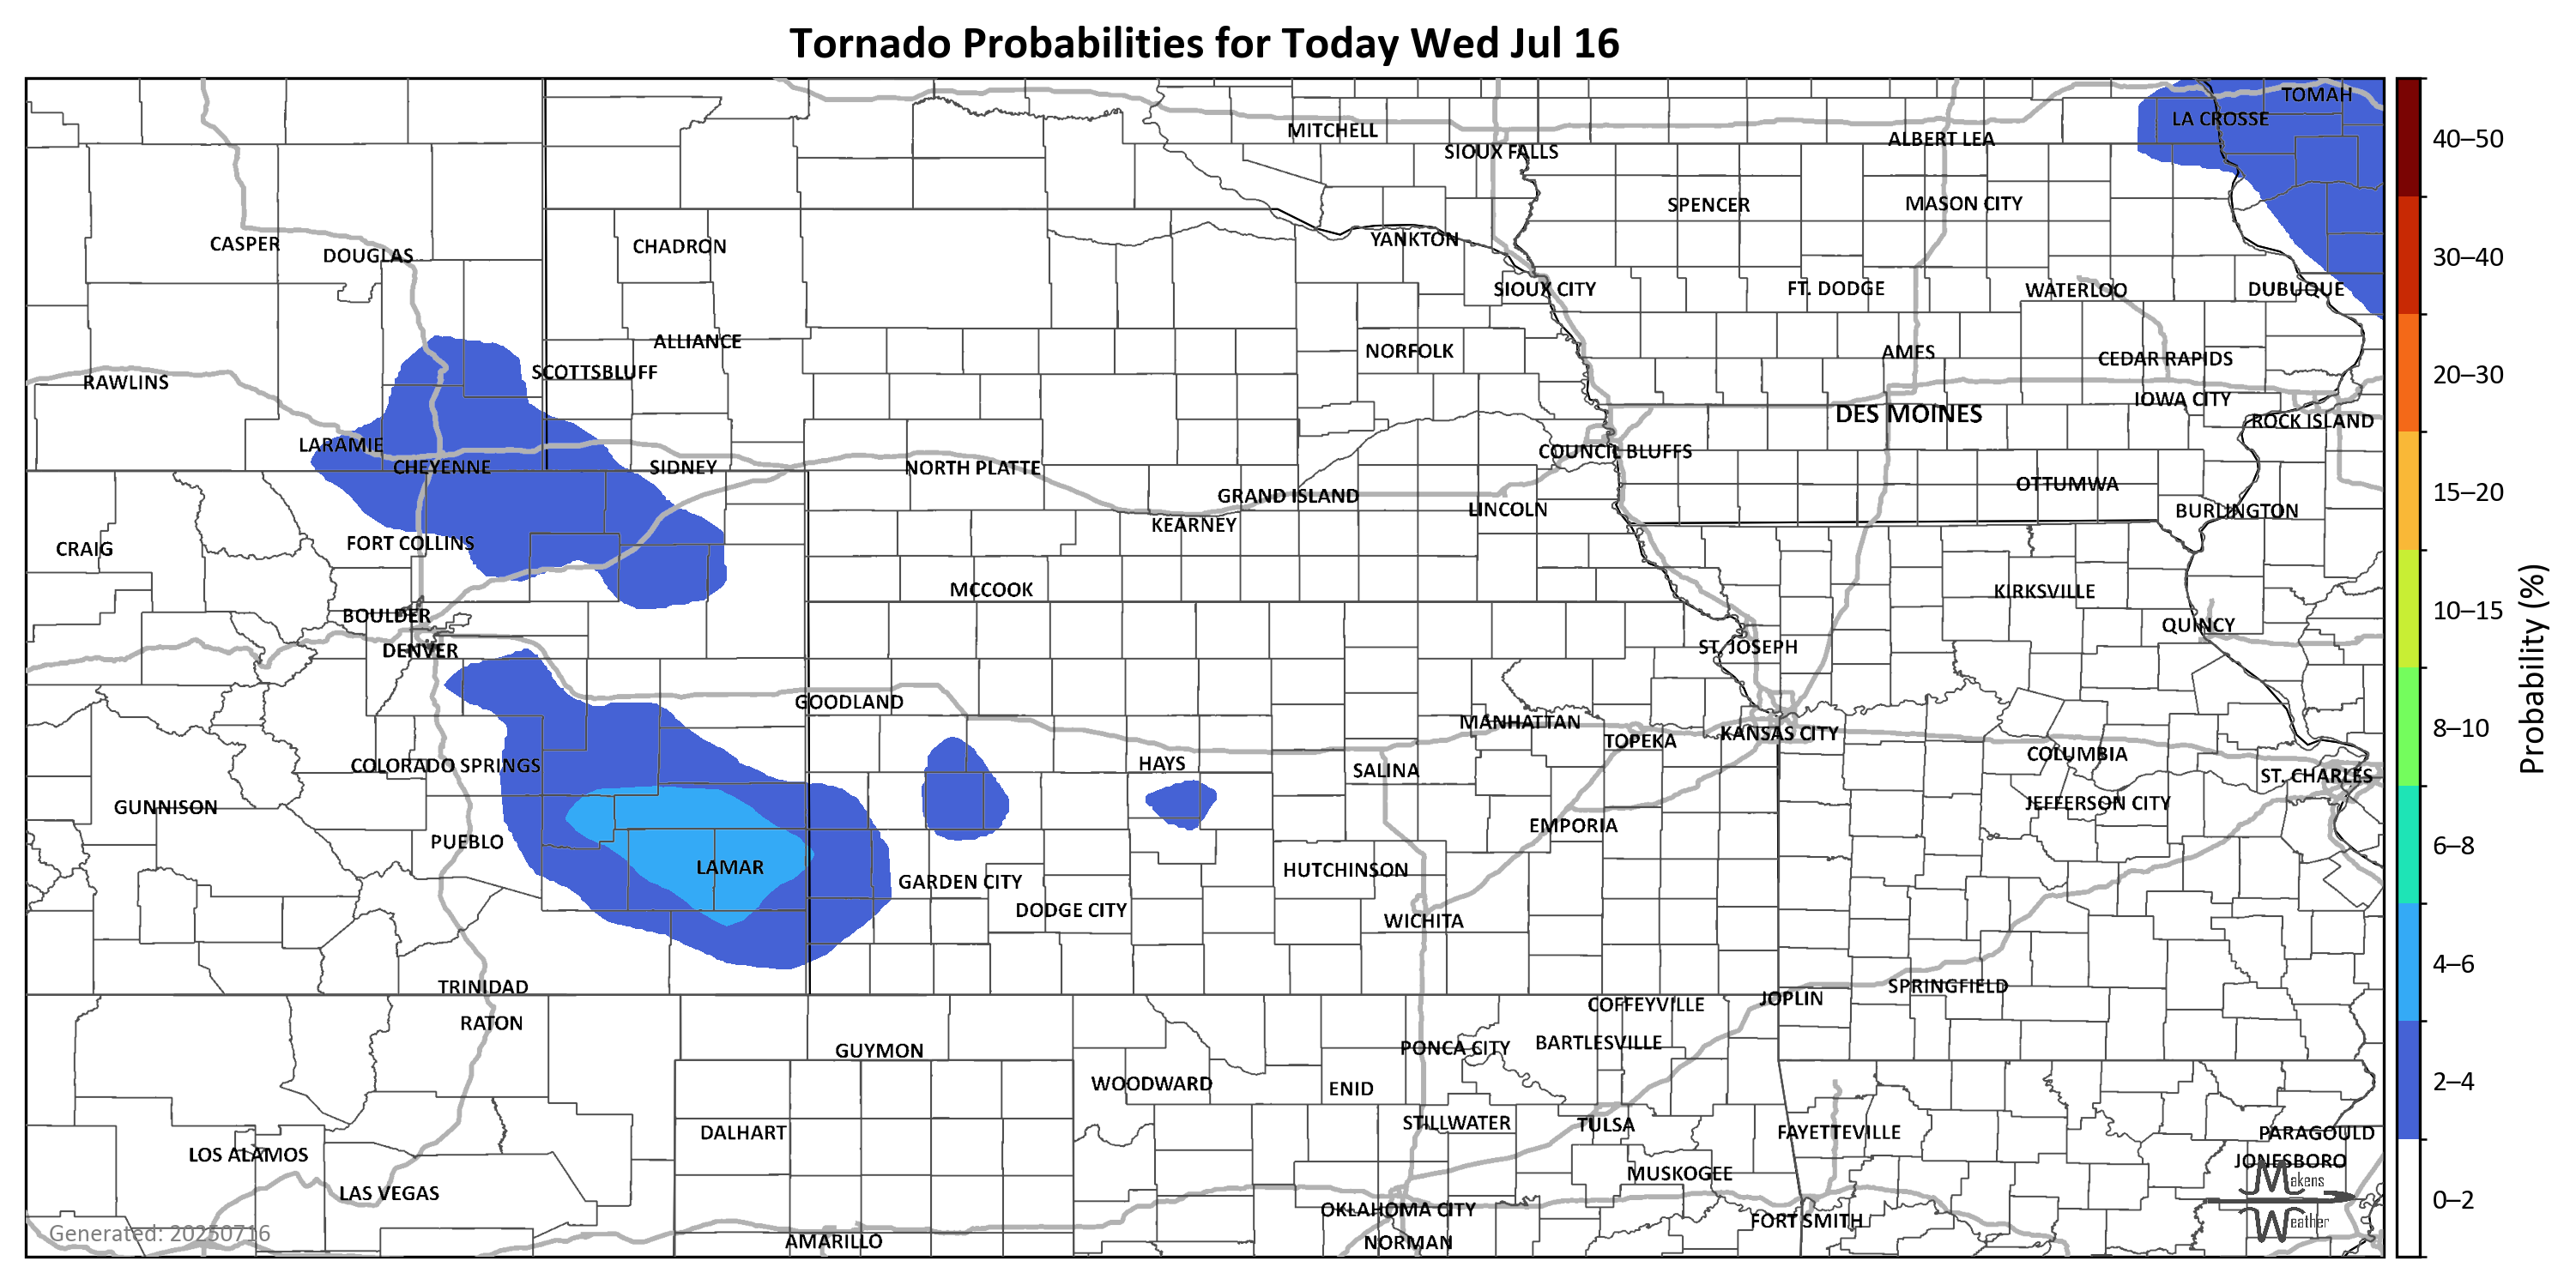 Tornado Probabilities for Today Wed Jul 16
TOMAH
LA CROSSE
MITCHELL
ALBERT LEA
SIOUX FALLS
SPENCER
MASON CITY
YANKTON
CASPER
CHADRON
DOUGLAS
SIOUX CITY
FT. DODGE
WATERLOO
DUBUQUE
ALLIANCE
NORFOLK
AMES
CEDAR RAPIDS
SCOTTSBLUFF
RAWLINS
IOWA CITY
DES MOINES
ROCK ISLAND
LARAMIE
COUNCIL BLUFFS
CHEYENNE
SIDNEY
NORTH PLATTE
OTTUMWA
GRAND ISLAND
LINCOLN
BURLINGTON
KEARNEY
FORT COLLINS
CRAIG
MCCOOK
KIRKSVILLE
BOULDER
QUINCY
DENVER
ST. JOSEPH
GOODLAND
MANHATTAN
KANSAS CITY
TOPEKA
COLUMBIA
COLORADO SPRINGS
HAYS
SALINA
ST. CHARLES
GUNNISON
JEFFERSON CITY
EMPORIA
PUEBLO
LAMAR
HUTCHINSON
GARDEN CITY
DODGE CITY
WICHITA
TRINIDAD
SPRINGFIELD
JOPLIN
COFFEYVILLE
RATON
BARTLESVILLE
PONCA CITY
GUYMON
WOODWARD
ENID
STILLWATER
TULSA
DALHART
FAYETTEVILLE
PARAGOULD
LOS ALAMOS
JONESBORO
MUSKOGEE
LAS VEGAS
OKLAHOMA CITY
FORT SMITH
AMARILLO
NORMAN
Generated: 20250716
Makens
Weather
40–50
30–40
20–30
15–20
10–15
8–10
6–8
4–6
2–4
0–2
Probability (%)